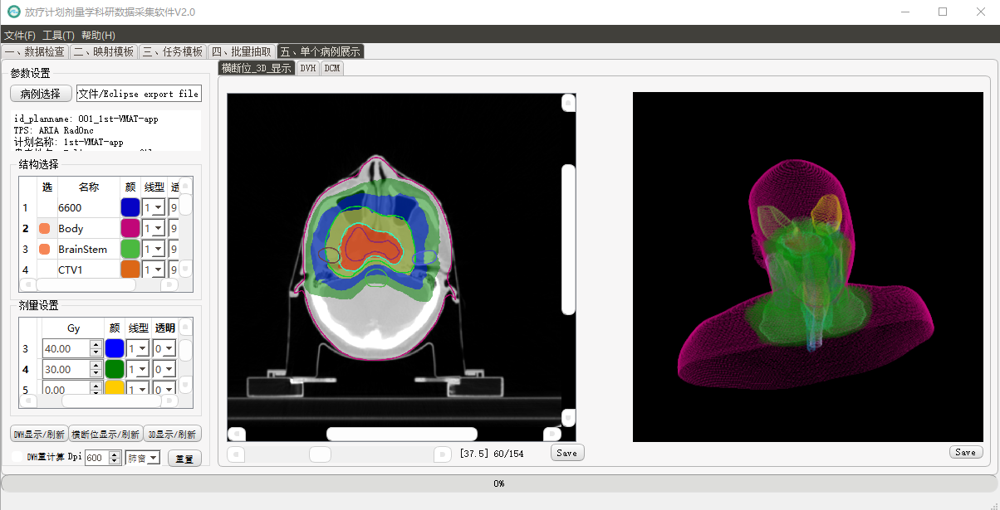 放疗计划剂量学科研数据采集软件V2.0
文件(F) 工具(T) 帮助(H)
一、数据检查 二、映射模板 三、任务模板 四、批量抽取 五、单个病例展示
参数设置
病例选择 文件/Eclipse export file
id_planname: 001_1st-VMAT-app
TPS: ARIA RadOnc
计划名称: 1st-VMAT-app
结构选择
选 名称 颜 线型 透
1 6600 1 9
2 Body 1 9
3 BrainStem 1 9
4 CTV1 1 9
剂量设置
Gy 颜 线型 透明
3 40.00 1 0
4 30.00 1 0
5 0.00 1 0
DVH显示/刷新 横断位显示/刷新 3D显示/刷新
DVH重计算 Dpi 600 肺窗 重置
横断位_3D_显示 DVH DCM
[37.5] 60/154 Save
Save
0%